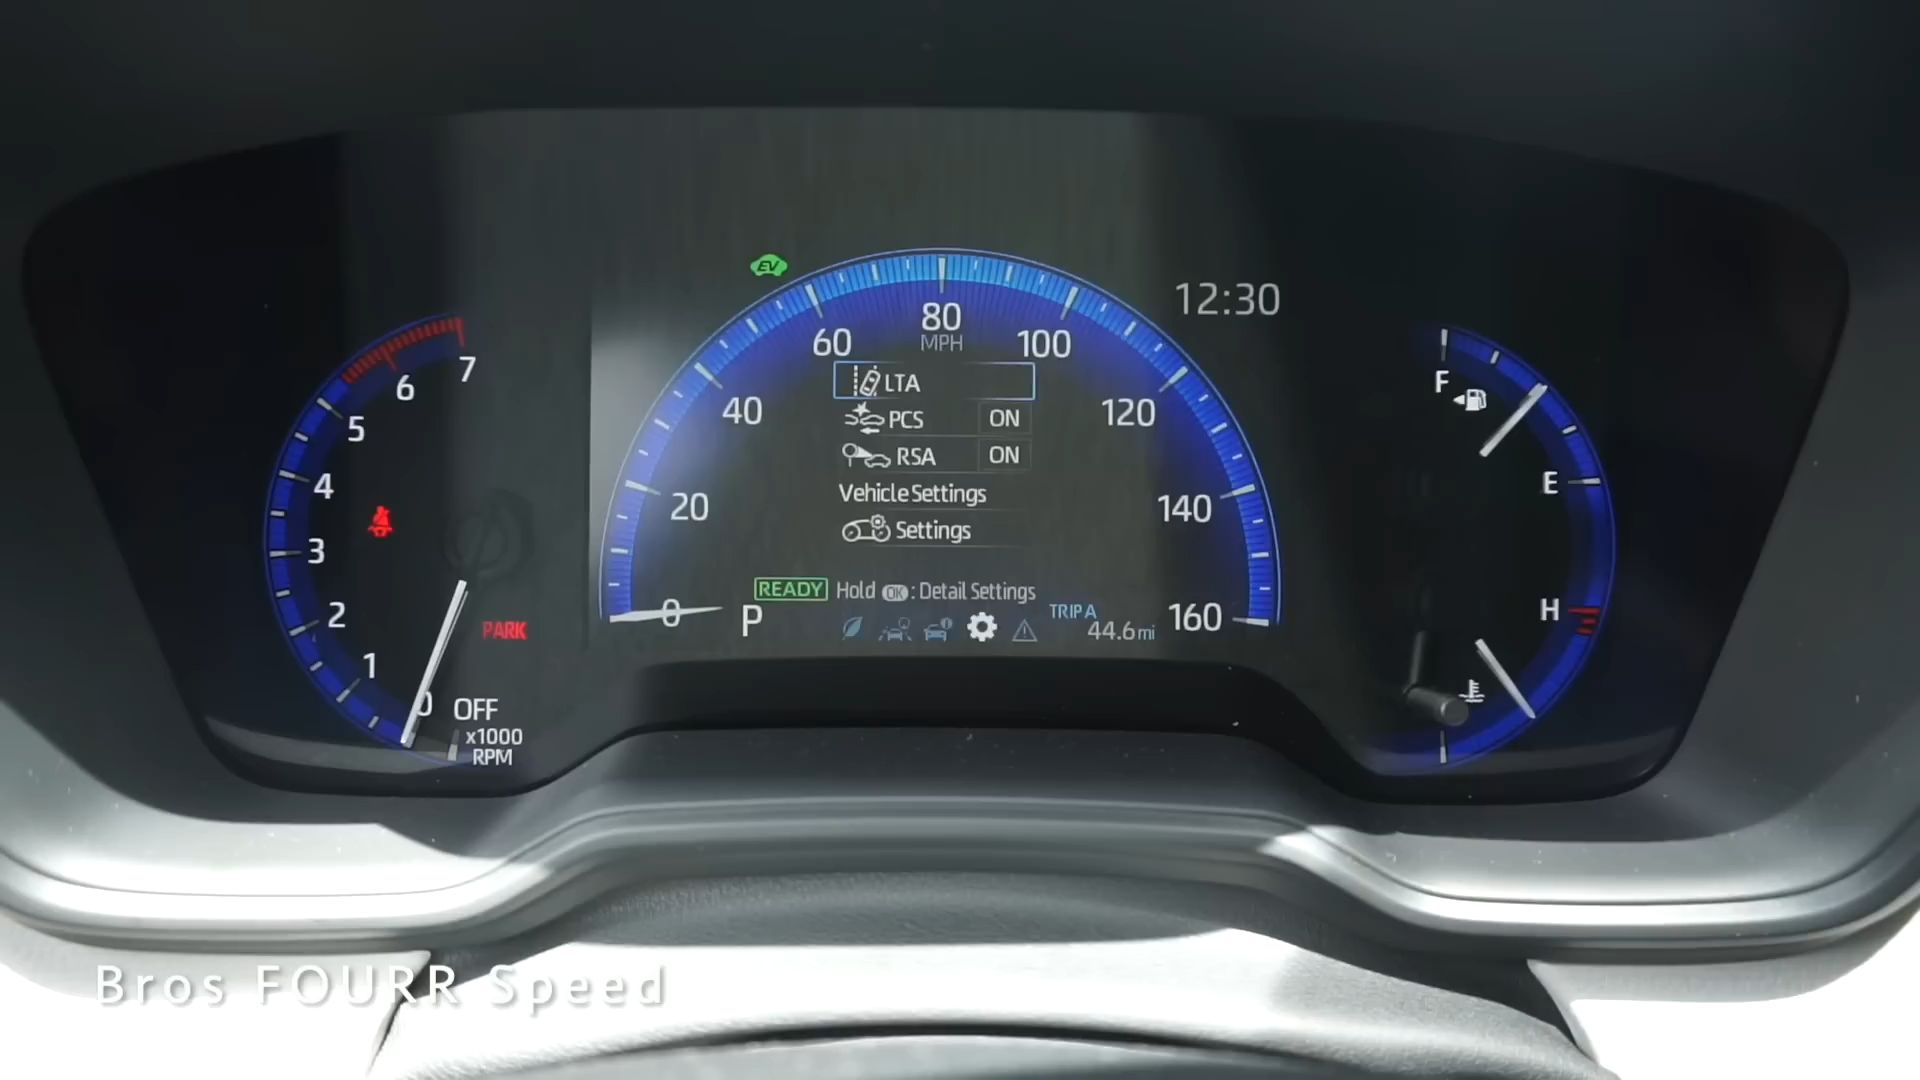 EV
12:30
80
MPH
60
100
40
120
20
140
0
160
LTA
PCS ON
RSA ON
Vehicle Settings
Settings
READY Hold OK : Detail Settings
P
TRIP A
44.6mi
7
6
5
4
3
2
1
0
PARK
OFF
x1000
RPM
F
E
H
Bros FOURR Speed